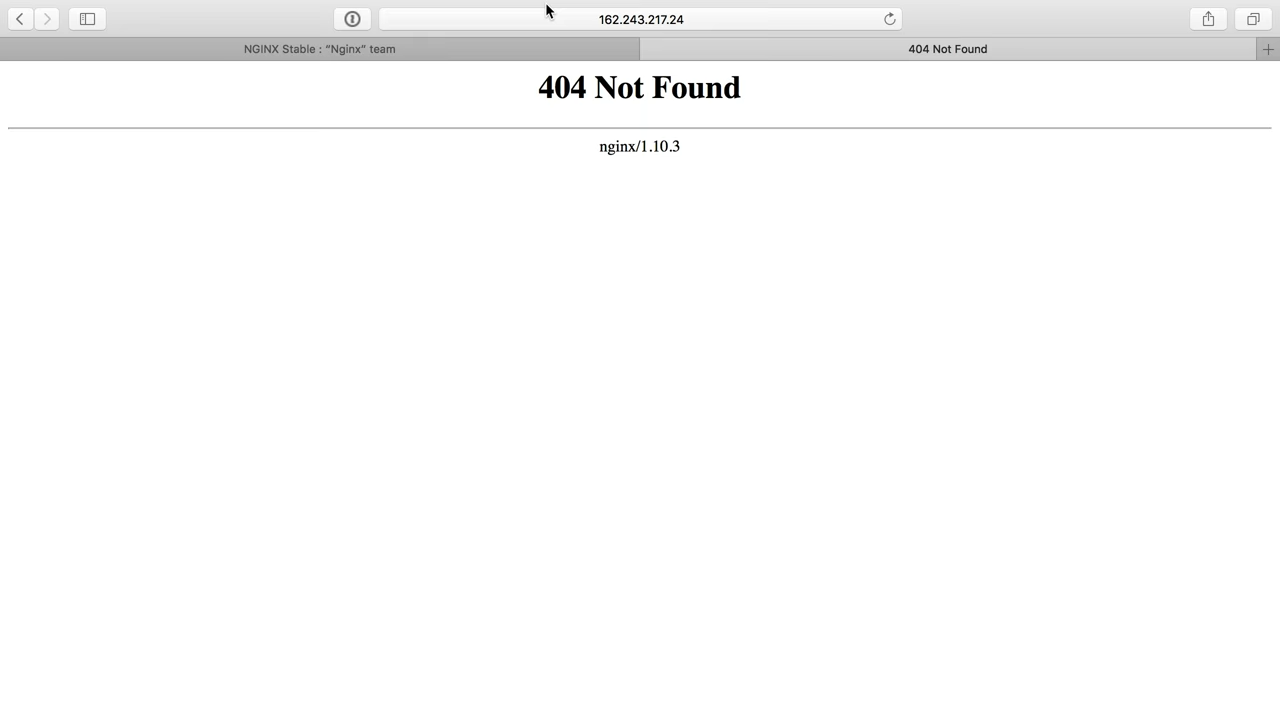 162.243.217.24
NGINX Stable : “Nginx” team
404 Not Found
404 Not Found
nginx/1.10.3